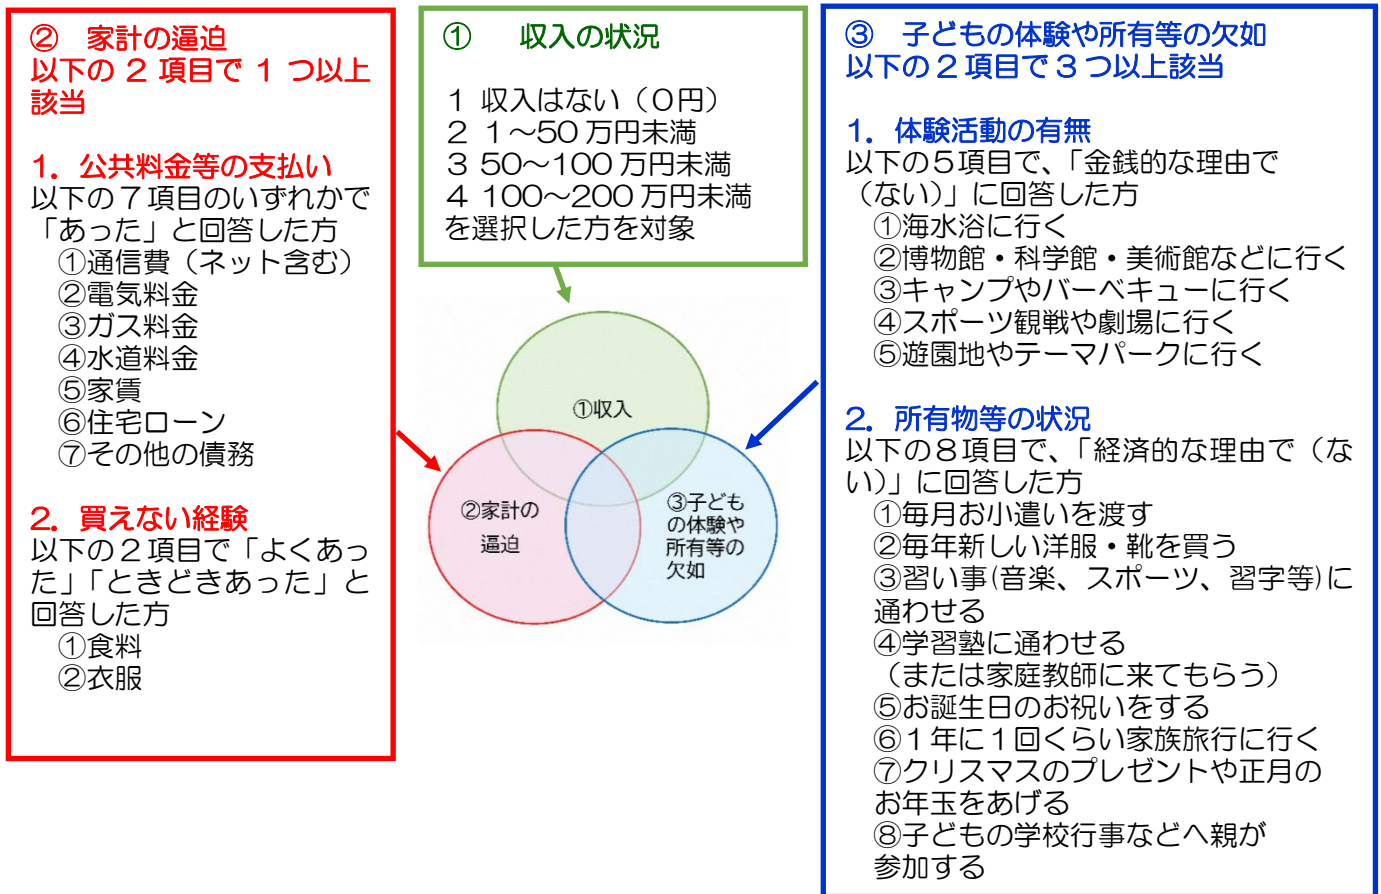 ② 家計の逼迫
以下の 2 項目で 1 つ以上
該当
1．公共料金等の支払い
以下の７項目のいずれかで
「あった」と回答した方
①通信費（ネット含む）
②電気料金
③ガス料金
④水道料金
⑤家賃
⑥住宅ローン
⑦その他の債務
2．買えない経験
以下の２項目で「よくあっ
た」「ときどきあった」と
回答した方
①食料
②衣服
① 収入の状況
1 収入はない（０円）
2 1～50 万円未満
3 50～100 万円未満
4 100～200 万円未満
を選択した方を対象
①収入
②家計の
逼迫
③子ども
の体験や
所有等の
欠如
③ 子どもの体験や所有等の欠如
以下の２項目で３つ以上該当
1．体験活動の有無
以下の５項目で、「金銭的な理由で
（ない）」に回答した方
①海水浴に行く
②博物館・科学館・美術館などに行く
③キャンプやバーベキューに行く
④スポーツ観戦や劇場に行く
⑤遊園地やテーマパークに行く
2．所有物等の状況
以下の８項目で、「経済的な理由で（な
い）」に回答した方
①毎月お小遣いを渡す
②毎年新しい洋服・靴を買う
③習い事(音楽、スポーツ、習字等)に
通わせる
④学習塾に通わせる
（または家庭教師に来てもらう）
⑤お誕生日のお祝いをする
⑥１年に１回くらい家族旅行に行く
⑦クリスマスのプレゼントや正月の
お年玉をあげる
⑧子どもの学校行事などへ親が
参加する